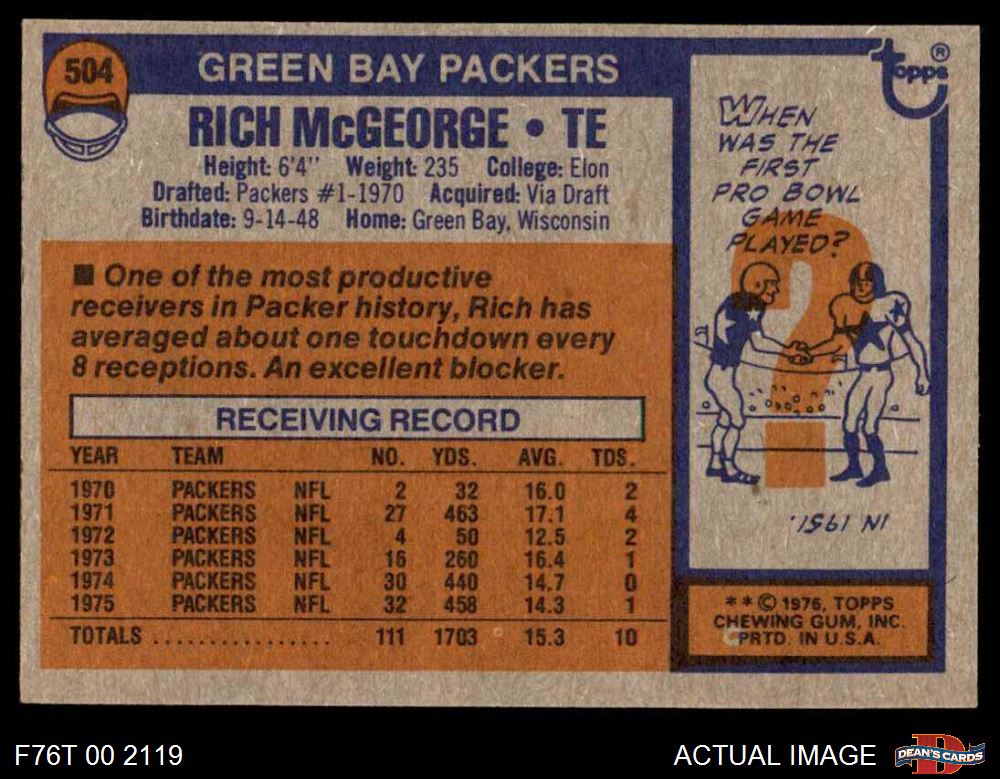 504
GREEN BAY PACKERS
RICH McGEORGE • TE
Height: 6'4'' Weight: 235 College: Elon
Drafted: Packers #1-1970 Acquired: Via Draft
Birthdate: 9-14-48 Home: Green Bay, Wisconsin
■ One of the most productive
receivers in Packer history, Rich has
averaged about one touchdown every
8 receptions. An excellent blocker.
RECEIVING RECORD
YEAR TEAM NO. YDS. AVG. TDS.
1970 PACKERS NFL 2 32 16.0 2
1971 PACKERS NFL 27 463 17.1 4
1972 PACKERS NFL 4 50 12.5 2
1973 PACKERS NFL 16 260 16.4 1
1974 PACKERS NFL 30 440 14.7 0
1975 PACKERS NFL 32 458 14.3 1
TOTALS ................ 111 1703 15.3 10
topps ®
WHEN
WAS THE
FIRST
PRO BOWL
GAME
PLAYED?
?
IN 1951.
** © 1976, TOPPS
CHEWING GUM, INC.
PRTD. IN U.S.A.
F76T 00 2119
ACTUAL IMAGE
D
DEAN'S CARDS